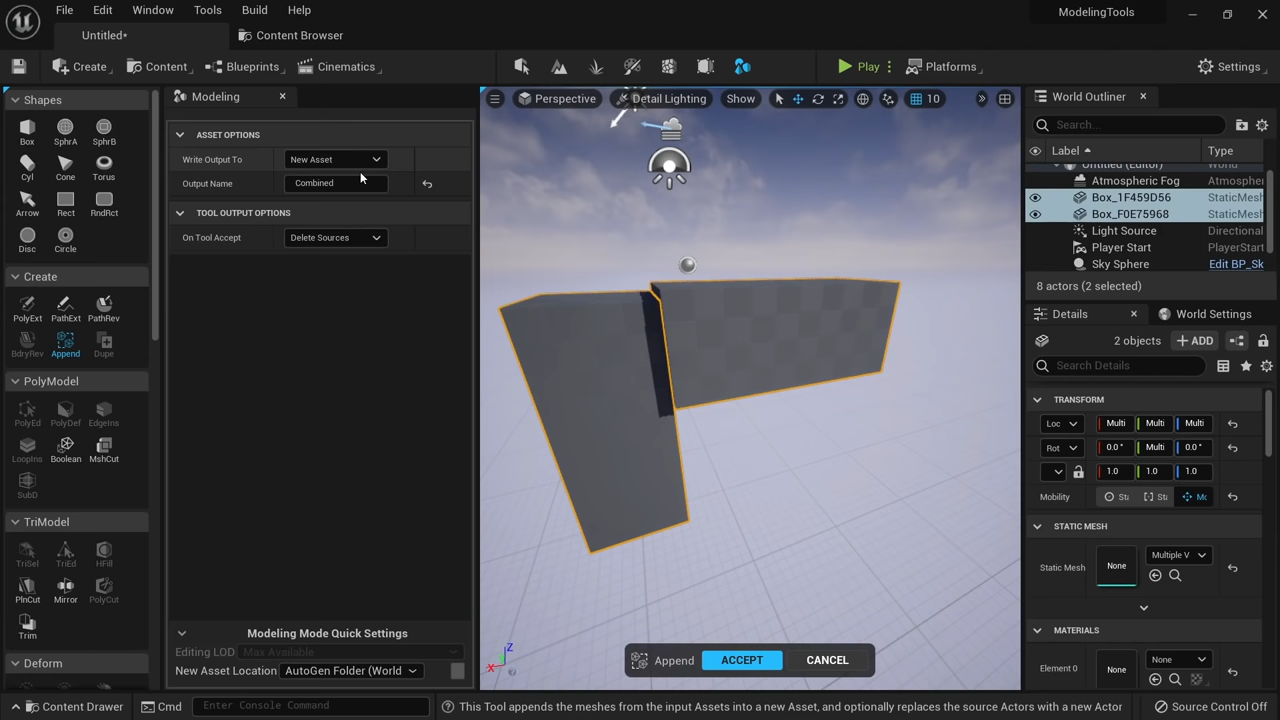 File Edit Window Tools Build Help ModelingTools
Untitled* Content Browser
Create Content Blueprints Cinematics Play Platforms Settings
Shapes
Box SphrA SphrB
Cyl Cone Torus
Arrow Rect RndRct
Disc Circle
Create
PolyExt PathExt PathRev
BdryRev Append Dupe
PolyModel
PolyEd PolyDef EdgeIns
LoopIns Boolean MshCut
SubD
TriModel
TriSel TriEd HFill
PlnCut Mirror PolyCut
Trim
Deform
Modeling
ASSET OPTIONS
Write Output To New Asset
Output Name Combined
TOOL OUTPUT OPTIONS
On Tool Accept Delete Sources
Modeling Mode Quick Settings
Editing LOD Max Available
New Asset Location AutoGen Folder (World
Perspective Detail Lighting Show 10
X Z
Append ACCEPT CANCEL
World Outliner
Search...
Label Type
Untitled (Editor) World
Atmospheric Fog Atmospher
Box_1F459D56 StaticMesh
Box_F0E75968 StaticMesh
Light Source Directional
Player Start PlayerStart
Sky Sphere Edit BP_Sk
8 actors (2 selected)
Details World Settings
2 objects ADD
Search Details
TRANSFORM
Loc Multi Multi Multi
Rot 0.0° Multi 0.0°
1.0 1.0 1.0
Mobility St Sta Mo
STATIC MESH
Static Mesh None Multiple V
MATERIALS
Element 0 None None
Content Drawer Cmd Enter Console Command This Tool appends the meshes from the input Assets into a new Asset, and optionally replaces the source Actors with a new Actor Source Control Off